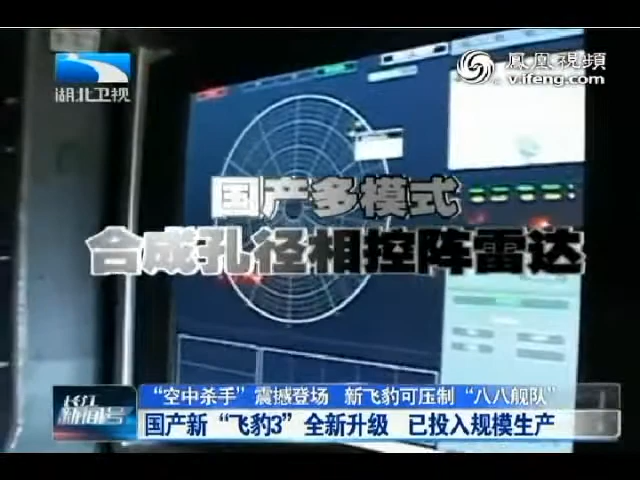 湖北卫视
鳳凰視頻
v.ifeng.com
国产多模式
合成孔径相控阵雷达
长江
新闻号
“空中杀手”震撼登场 新飞豹可压制“八八舰队”
国产新“飞豹3”全新升级 已投入规模生产